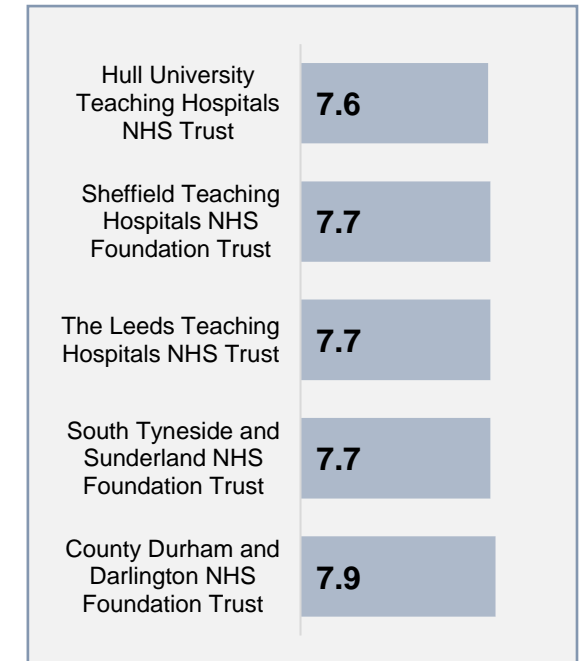 Hull University
Teaching Hospitals
NHS Trust
7.6
Sheffield Teaching
Hospitals NHS
Foundation Trust
7.7
The Leeds Teaching
Hospitals NHS Trust
7.7
South Tyneside and
Sunderland NHS
Foundation Trust
7.7
County Durham and
Darlington NHS
Foundation Trust
7.9